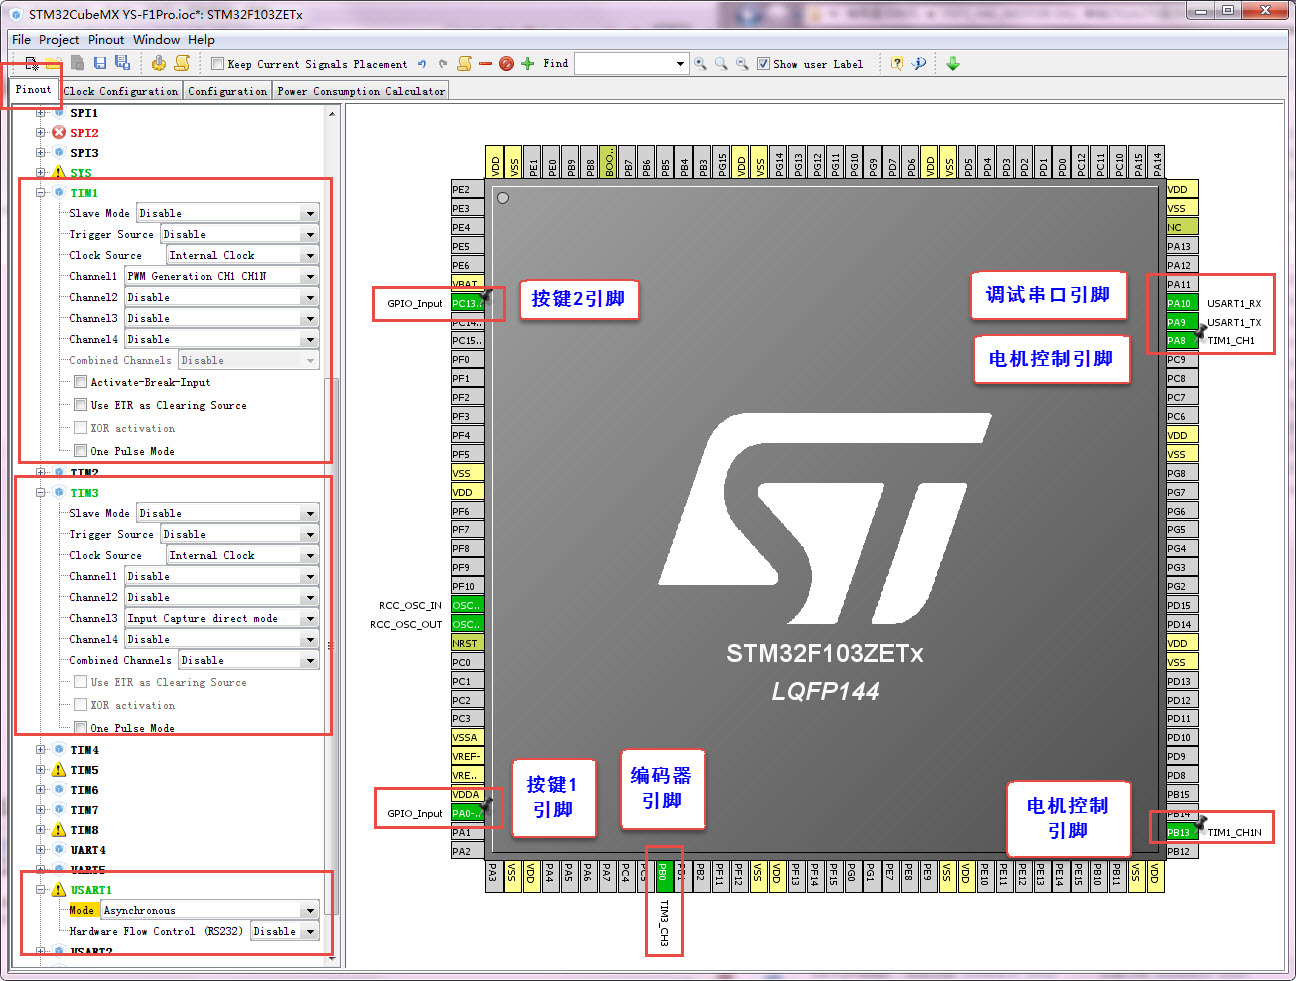 STM32CubeMX YS-F1Pro.ioc*: STM32F103ZETx
File Project Pinout Window Help
Keep Current Signals Placement Find Show user Label
Pinout Clock Configuration Configuration Power Consumption Calculator
SPI1
SPI2
SPI3
SYS
TIM1
Slave Mode Disable
Trigger Source Disable
Clock Source Internal Clock
Channel1 PWM Generation CH1 CH1N
Channel2 Disable
Channel3 Disable
Channel4 Disable
Combined Channels Disable
Activate-Break-Input
Use ETR as Clearing Source
XOR activation
One Pulse Mode
TIM2
TIM3
Slave Mode Disable
Trigger Source Disable
Clock Source Internal Clock
Channel1 Disable
Channel2 Disable
Channel3 Input Capture direct mode
Channel4 Disable
Combined Channels Disable
Use ETR as Clearing Source
XOR activation
One Pulse Mode
TIM4
TIM5
TIM6
TIM7
TIM8
UART4
UART5
USART1
Mode Asynchronous
Hardware Flow Control (RS232) Disable
USART2
VDD VSS PE1 PE0 PB9 PB8 BOO.. PB7 PB6 PB5 PB4 PB3 PG15 VDD VSS PG14 PG13 PG12 PG11 PG10 PG9 PD7 PD6 VDD VSS PD5 PD4 PD3 PD2 PD1 PD0 PC12 PC11 PC10 PA15 PA14
PE2
PE3
PE4
PE5
PE6
VBAT
GPIO_Input PC13..
PC14..
PC15..
PF0
PF1
PF2
PF3
PF4
PF5
VSS
VDD
PF6
PF7
PF8
PF9
PF10
RCC_OSC_IN OSC..
RCC_OSC_OUT OSC..
NRST
PC0
PC1
PC2
PC3
VSSA
VREF-
VRE..
VDDA
GPIO_Input PA0-..
PA1
PA2
按键2引脚
调试串口引脚
电机控制引脚
STM32F103ZETx
LQFP144
按键1
引脚
编码器
引脚
电机控制
引脚
VDD
VSS
NC
PA13
PA12
PA11
PA10 USART1_RX
PA9 USART1_TX
PA8 TIM1_CH1
PC9
PC8
PC7
PC6
VDD
VSS
PG8
PG7
PG6
PG5
PG4
PG3
PG2
PD15
PD14
VDD
VSS
PD13
PD12
PD11
PD10
PD9
PD8
PB15
PB14
PB13 TIM1_CH1N
PB12
PA3 VSS VDD PA4 PA5 PA6 PA7 PC4 PC5 PB0 PB1 PB2 PF11 PF12 VSS VDD PF13 PF14 PF15 PG0 PG1 PE7 PE8 PE9 VSS VDD PE10 PE11 PE12 PE13 PE14 PE15 PB10 PB11 VSS VDD
TIM3_CH3